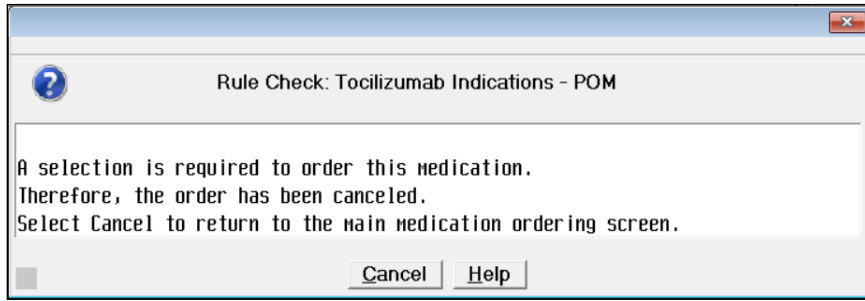 Rule Check: Tocilizumab Indications - POM
A selection is required to order this medication.
Therefore, the order has been canceled.
Select Cancel to return to the main medication ordering screen.
Cancel Help